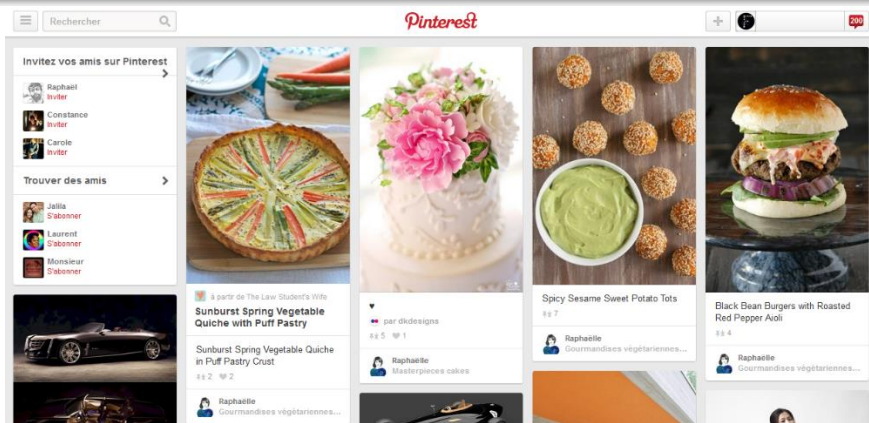 Rechercher
Pinterest
200
Invitez vos amis sur Pinterest
Raphaël
Inviter
Constance
Inviter
Carole
Inviter
Trouver des amis
Jalila
S'abonner
Laurent
S'abonner
Monsieur
S'abonner
à partir de The Law Student's Wife
Sunburst Spring Vegetable
Quiche with Puff Pastry
Sunburst Spring Vegetable Quiche
in Puff Pastry Crust
2 2
Raphaëlle
Gourmandises végétariennes...
♥
par dkdesigns
5 1
Raphaëlle
Masterpieces cakes
Spicy Sesame Sweet Potato Tots
7
Raphaëlle
Gourmandises végétariennes...
Black Bean Burgers with Roasted
Red Pepper Aioli
4
Raphaëlle
Gourmandises végétariennes...